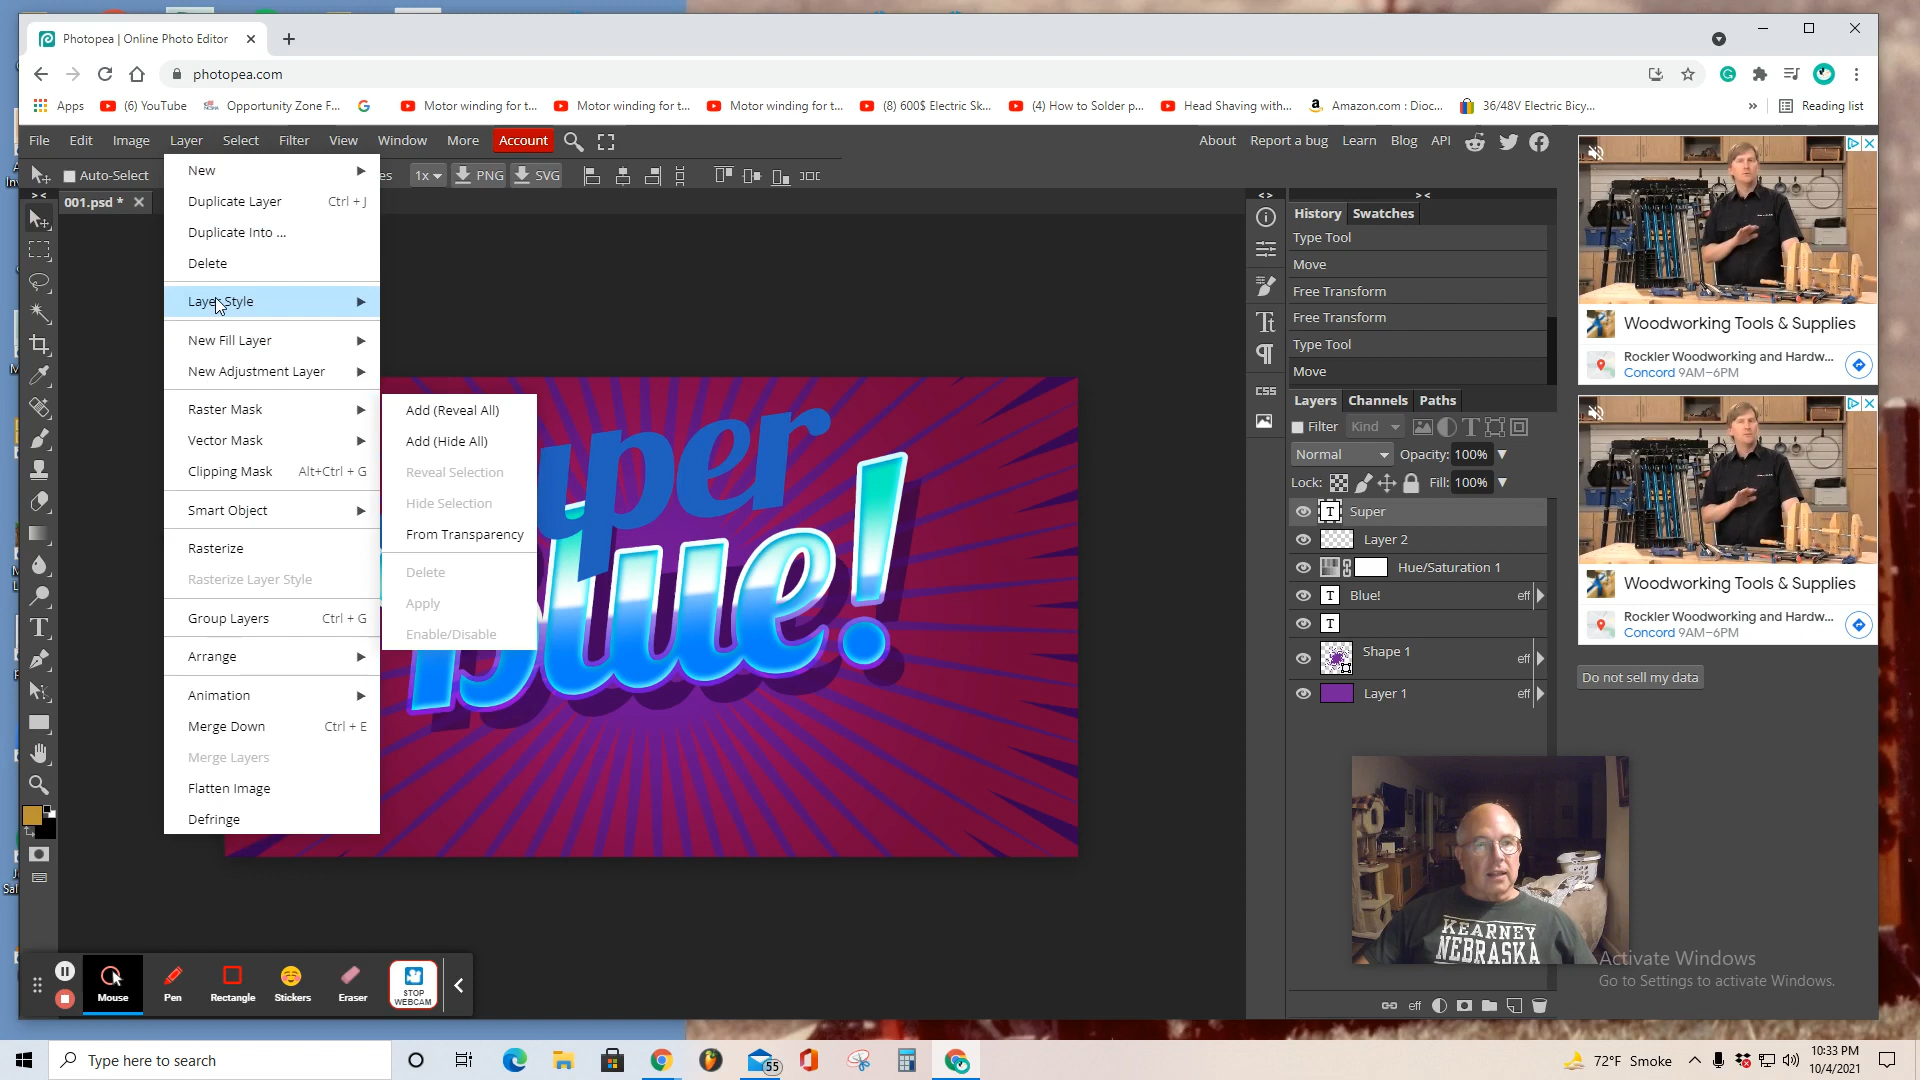 Photopea | Online Photo Editor
photopea.com
Apps (6) YouTube Opportunity Zone F... Motor winding for t... Motor winding for t... Motor winding for t... (8) 600$ Electric Sk... (4) How to Solder p... Head Shaving with... Amazon.com : Dioc... 36/48V Electric Bicy... » Reading list
File Edit Image Layer Select Filter View Window More Account About Report a bug Learn Blog API
Auto-Select 1x PNG SVG
001.psd *
New
Duplicate Layer Ctrl + J
Duplicate Into ...
Delete
Layer Style
New Fill Layer
New Adjustment Layer
Raster Mask
Vector Mask
Clipping Mask Alt+Ctrl + G
Smart Object
Rasterize
Rasterize Layer Style
Group Layers Ctrl + G
Arrange
Animation
Merge Down Ctrl + E
Merge Layers
Flatten Image
Defringe
Add (Reveal All)
Add (Hide All)
Reveal Selection
Hide Selection
From Transparency
Delete
Apply
Enable/Disable
uper
Blue!
History Swatches
Type Tool
Move
Free Transform
Free Transform
Type Tool
Move
CSS
Layers Channels Paths
Filter Kind
Normal Opacity: 100%
Lock: Fill: 100%
Super
Layer 2
Hue/Saturation 1
Blue! eff
Shape 1 eff
Layer 1 eff
eff
Woodworking Tools & Supplies
Rockler Woodworking and Hardw...
Concord 9AM–6PM
Woodworking Tools & Supplies
Rockler Woodworking and Hardw...
Concord 9AM–6PM
Do not sell my data
KEARNEY
NEBRASKA
Activate Windows
Go to Settings to activate Windows.
Mouse Pen Rectangle Stickers Eraser STOP WEBCAM
Type here to search
55
72°F Smoke
10:33 PM
10/4/2021